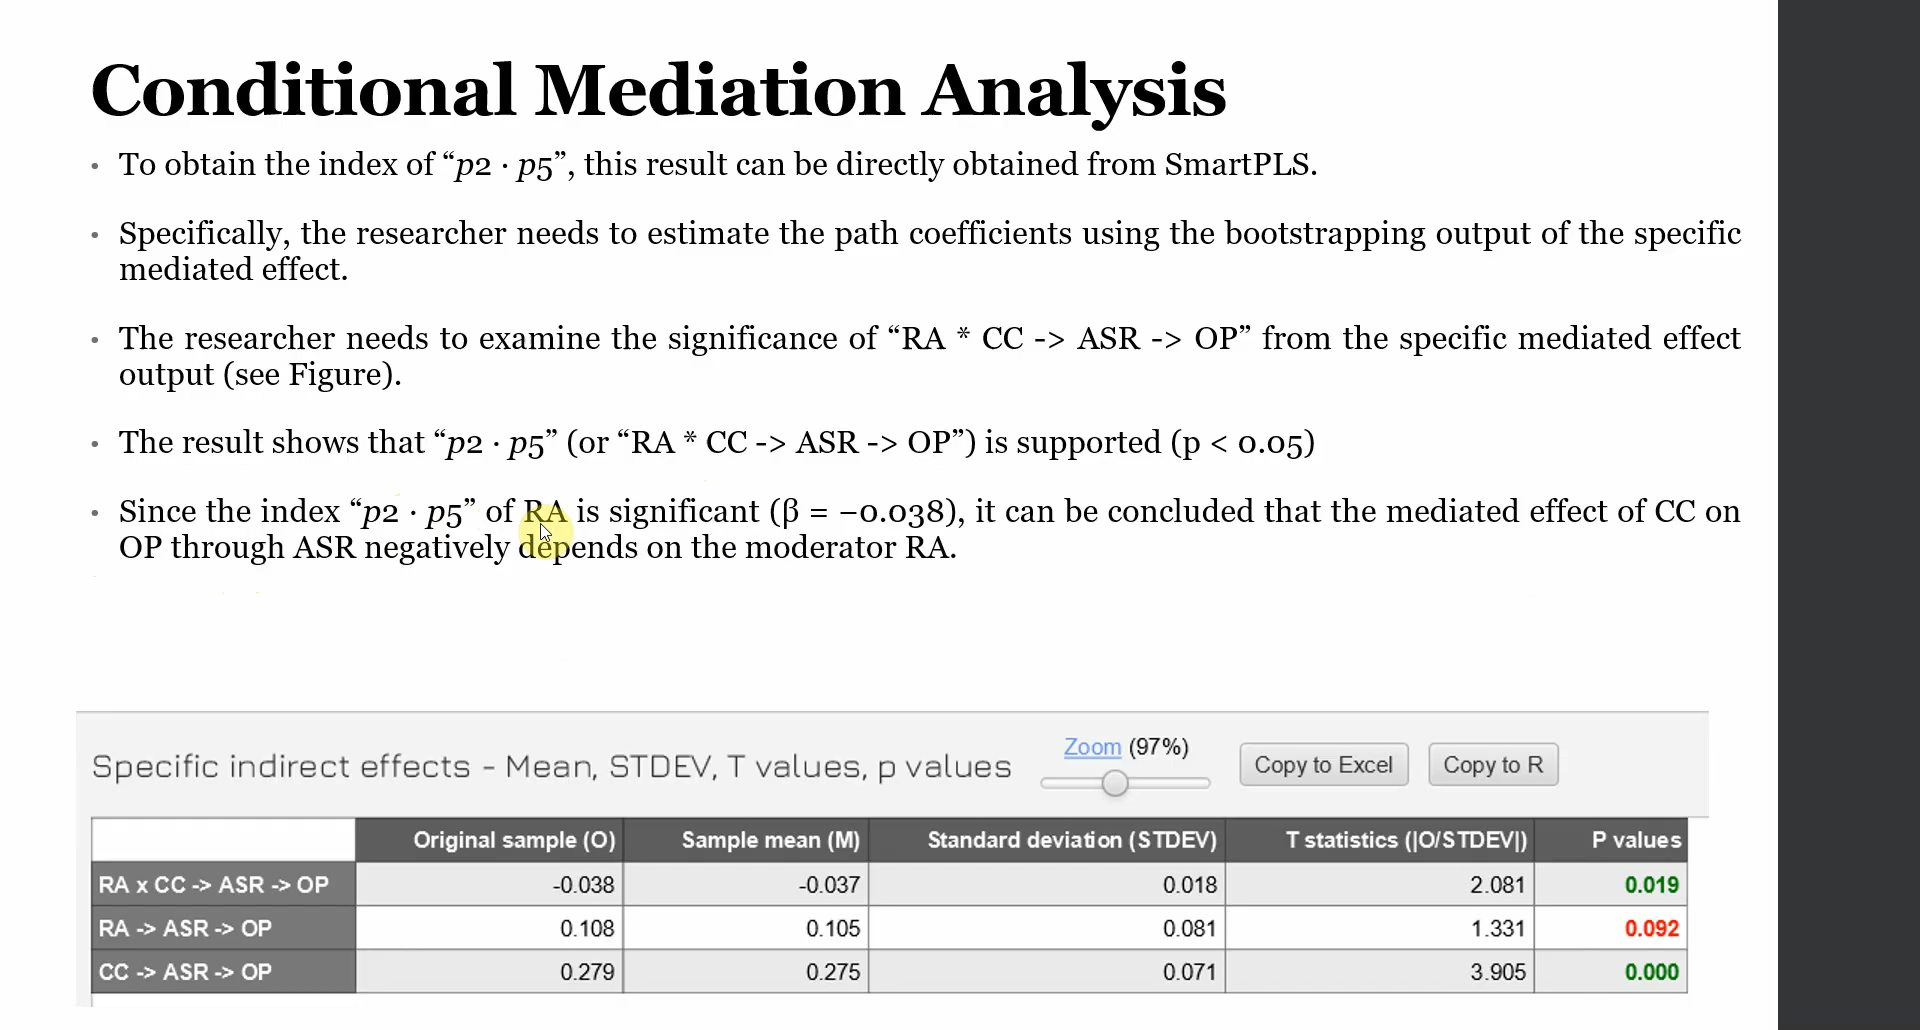 Conditional Mediation Analysis
• To obtain the index of “p2 · p5”, this result can be directly obtained from SmartPLS.
• Specifically, the researcher needs to estimate the path coefficients using the bootstrapping output of the specific
mediated effect.
• The researcher needs to examine the significance of “RA * CC -> ASR -> OP” from the specific mediated effect
output (see Figure).
• The result shows that “p2 · p5” (or “RA * CC -> ASR -> OP”) is supported (p < 0.05)
• Since the index “p2 · p5” of RA is significant (β = −0.038), it can be concluded that the mediated effect of CC on
OP through ASR negatively depends on the moderator RA.
Specific indirect effects - Mean, STDEV, T values, p values Zoom (97%) Copy to Excel Copy to R
Original sample (O) Sample mean (M) Standard deviation (STDEV) T statistics (|O/STDEV|) P values
RA x CC -> ASR -> OP -0.038 -0.037 0.018 2.081 0.019
RA -> ASR -> OP 0.108 0.105 0.081 1.331 0.092
CC -> ASR -> OP 0.279 0.275 0.071 3.905 0.000